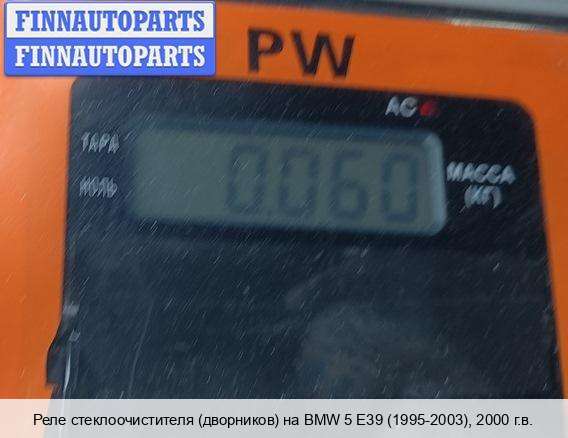 FINNAUTOPARTS
FINNAUTOPARTS
PW
AC
ТАРА
НОЛЬ
0.060
МАССА
(КГ)
Реле стеклоочистителя (дворников) на BMW 5 E39 (1995-2003), 2000 г.в.